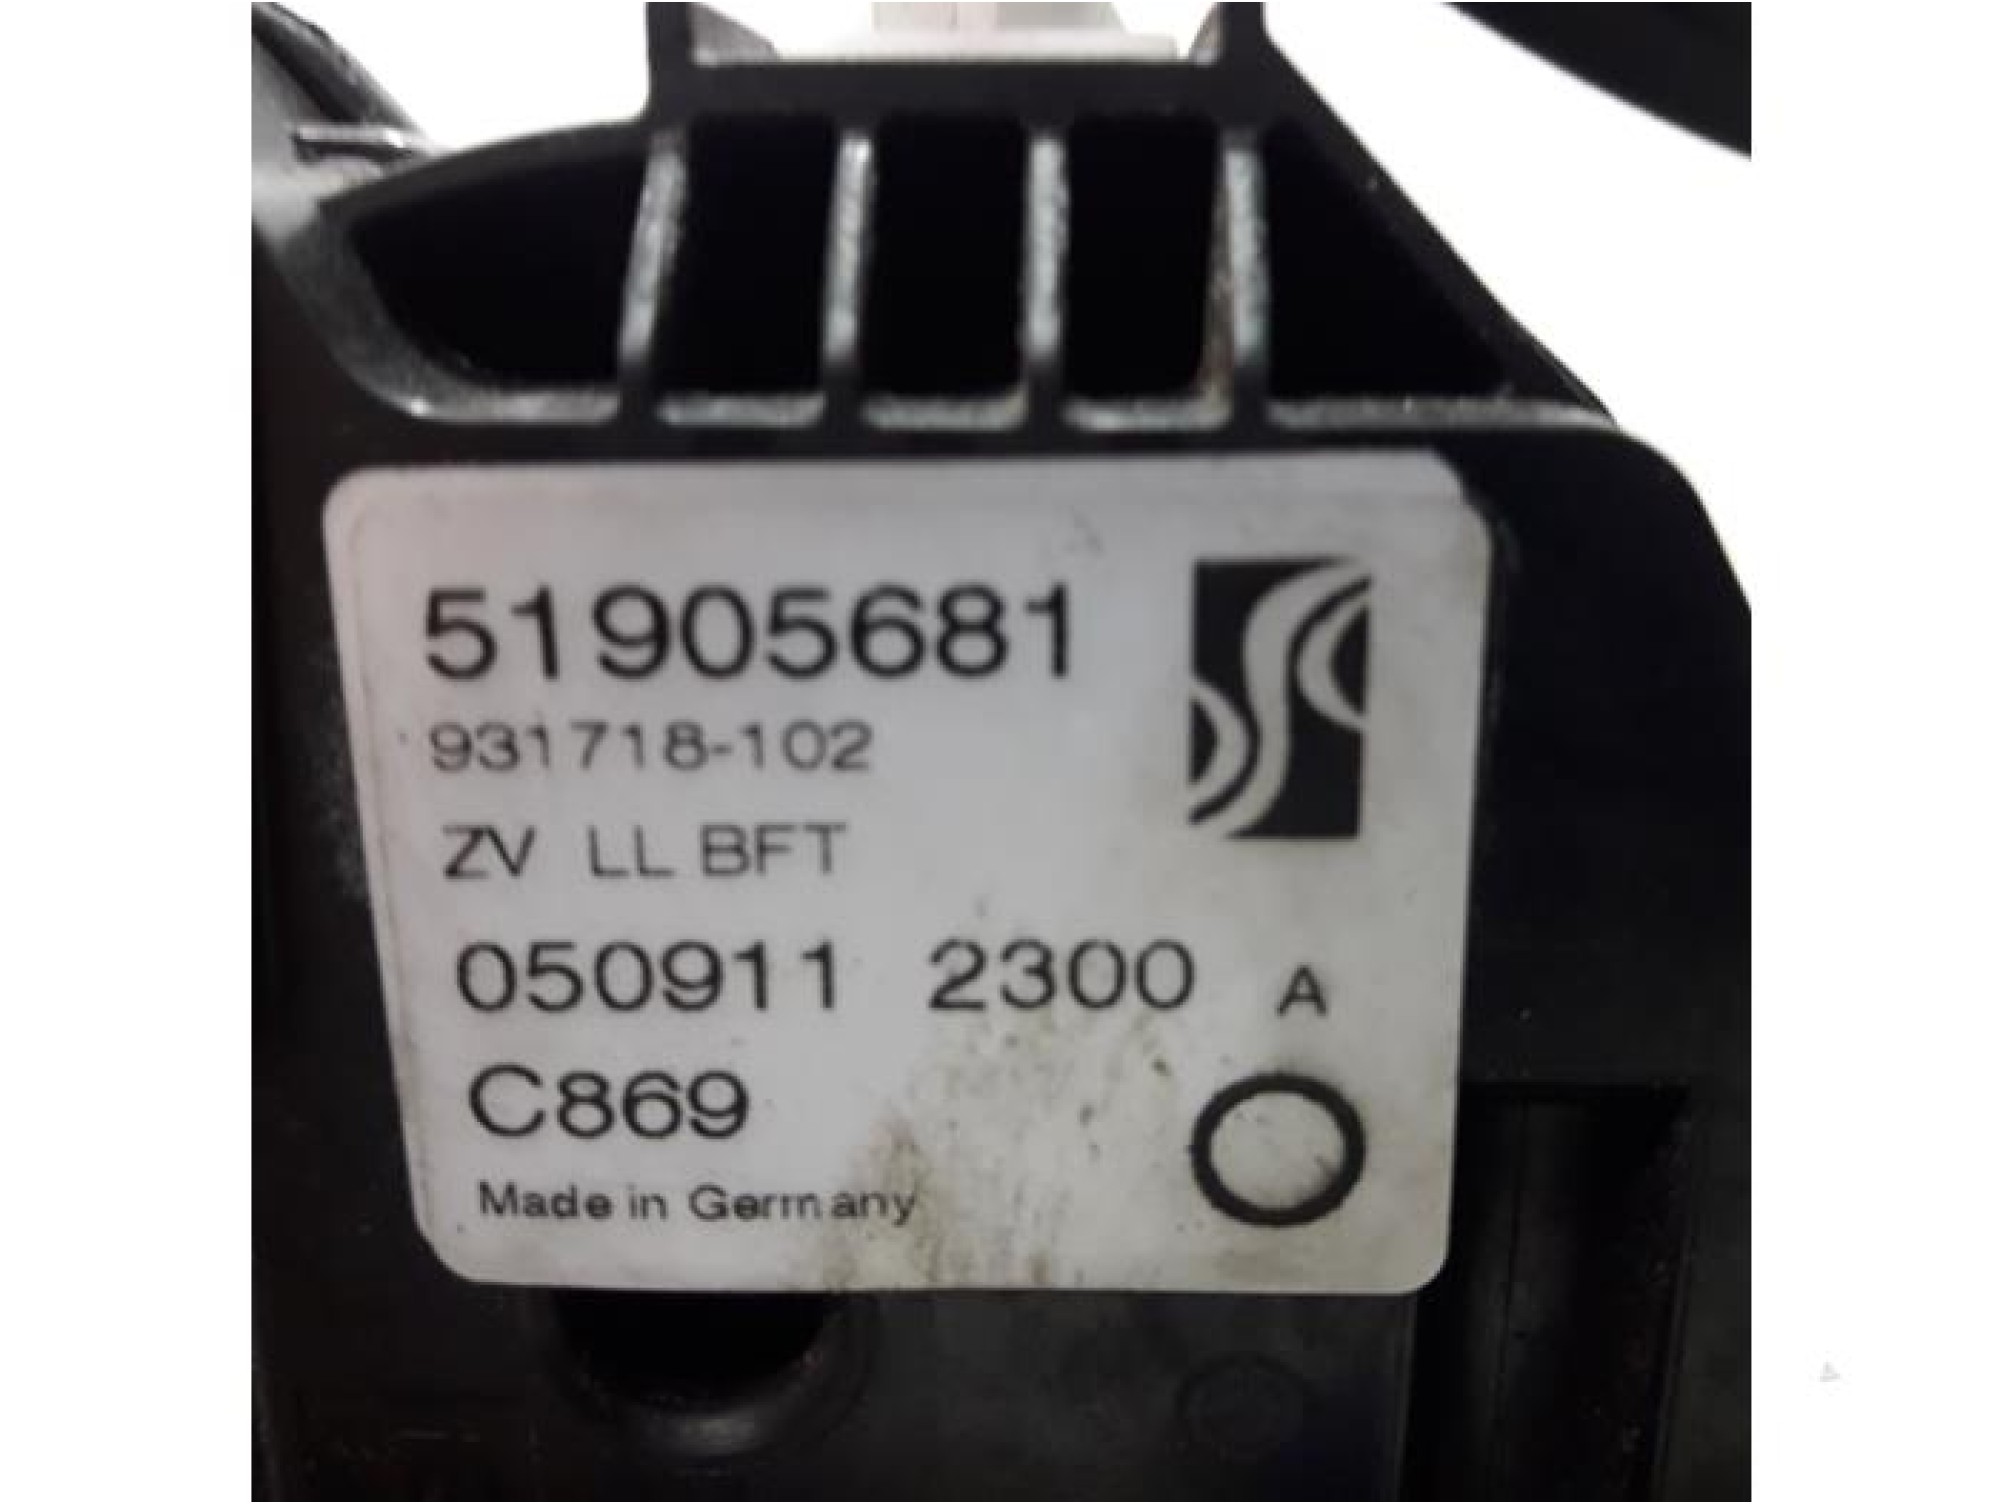 51905681
931718-102
ZV LL BFT
050911 2300 A
C869
Made in Germany